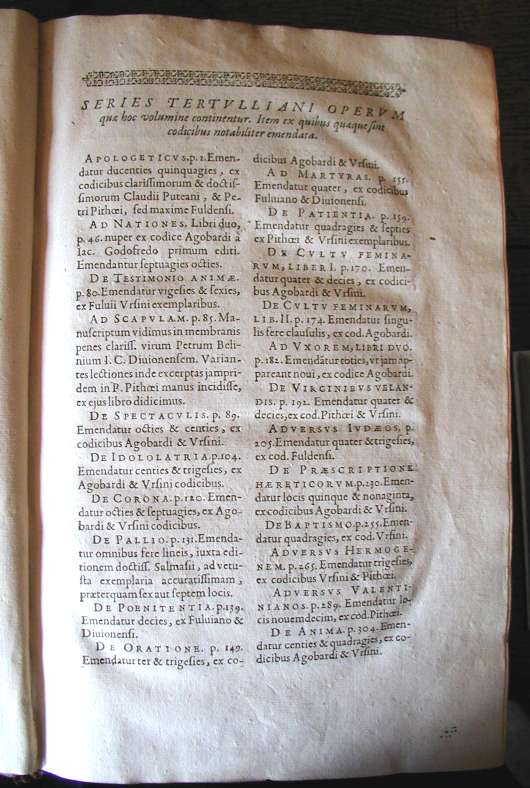 SERIES TERTVLLIANI OPERVM
quæ hoc volumine continentur. Item ex quibus quæque sint
codicibus notabiliter emendata.
APOLOGETICVS. p. 1. Emen-
datur ducenties quinquagies, ex
codicibus clarissimorum & doctis-
simorum Claudii Puteani, & Pe-
tri Pithœi, sed maxime Fuldensi.
AD NATIONES. Libri duo,
p. 46. nuper ex codice Agobardi à
Iac. Godofredo primum editi.
Emendantur septuagies octies.
DE TESTIMONIO ANIMÆ.
p. 80. Emendatur vigesies & sexies,
ex Fuluii Vrsini exemplaribus.
AD SCAPVLAM. p. 85. Ma-
nuscriptum vidimus in membranis
penes clariss. virum Petrum Beli-
nium I. C. Diuionensem. Varian-
tes lectiones inde excerptas jampri-
dem in P. Pithœi manus incidisse,
ex ejus libro didicimus.
DE SPECTACVLIS. p. 89.
Emendatur octies & centies, ex
codicibus Agobardi & Vrsini.
DE IDOLOLATRIA. p. 104.
Emendatur centies & trigesies, ex
Agobardi & Vrsini codicibus.
DE CORONA. p. 120. Emen-
datur octies & septuagies, ex Ago-
bardi & Vrsini codicibus.
DE PALLIO. p. 131. Emenda-
tur omnibus fere lineis, iuxta edi-
tionem doctiss. Salmasii, ad vetu-
sta exemplaria accuratissimam,
præterquam sex aut septem locis.
DE POENITENTIA. p. 139.
Emendatur decies, ex Fuluiano &
Diuionensi.
DE ORATIONE. p. 149.
Emendatur ter & trigesies, ex co-
dicibus Agobardi & Vrsini.
AD MARTYRAS. p. 155.
Emendatur quater, ex codicibus
Fuluiano & Diuionensi.
DE PATIENTIA. p. 159.
Emendatur quadragies & septies
ex Pithœi & Vrsini exemplaribus.
DE CVLTV FEMINA-
RVM, LIBER I. p. 170. Emen-
datur quater & decies, ex codici-
bus Agobardi & Vrsini.
DE CVLTV FEMINARVM,
LIB. II. p. 174. Emendatur singu-
lis fere clausulis, ex cod. Agobardi.
AD VXOREM, LIBRI DVO.
p. 182. Emendatur toties, vt jam ap-
pareant noui, ex codice Agobardi.
DE VIRGINIBVS VELAN-
DIS. p. 192. Emendatur quater &
decies, ex cod. Pithœi & Vrsini.
ADVERSVS IVDÆOS, p.
205. Emendatur quater & trigesies,
ex cod. Fuldensi.
DE PRÆSCRIPTIONE
HÆRETICORVM. p. 230. Emen-
datur locis quinque & nonaginta,
ex codicibus Agobardi & Vrsini.
DE BAPTISMO. p. 255. Emen-
datur quadragies, ex cod. Vrsini.
ADVERSVS HERMOGE-
NEM. p. 265. Emendatur trigesies,
ex codicibus Vrsini & Pithœi.
ADVERSVS VALENTI-
NIANOS. p. 289. Emendatur lo-
cis nouemdecim, ex cod. Pithœi.
DE ANIMA. p. 304. Emen-
datur centies & quadragies, ex co-
dicibus Agobardi & Vrsini.